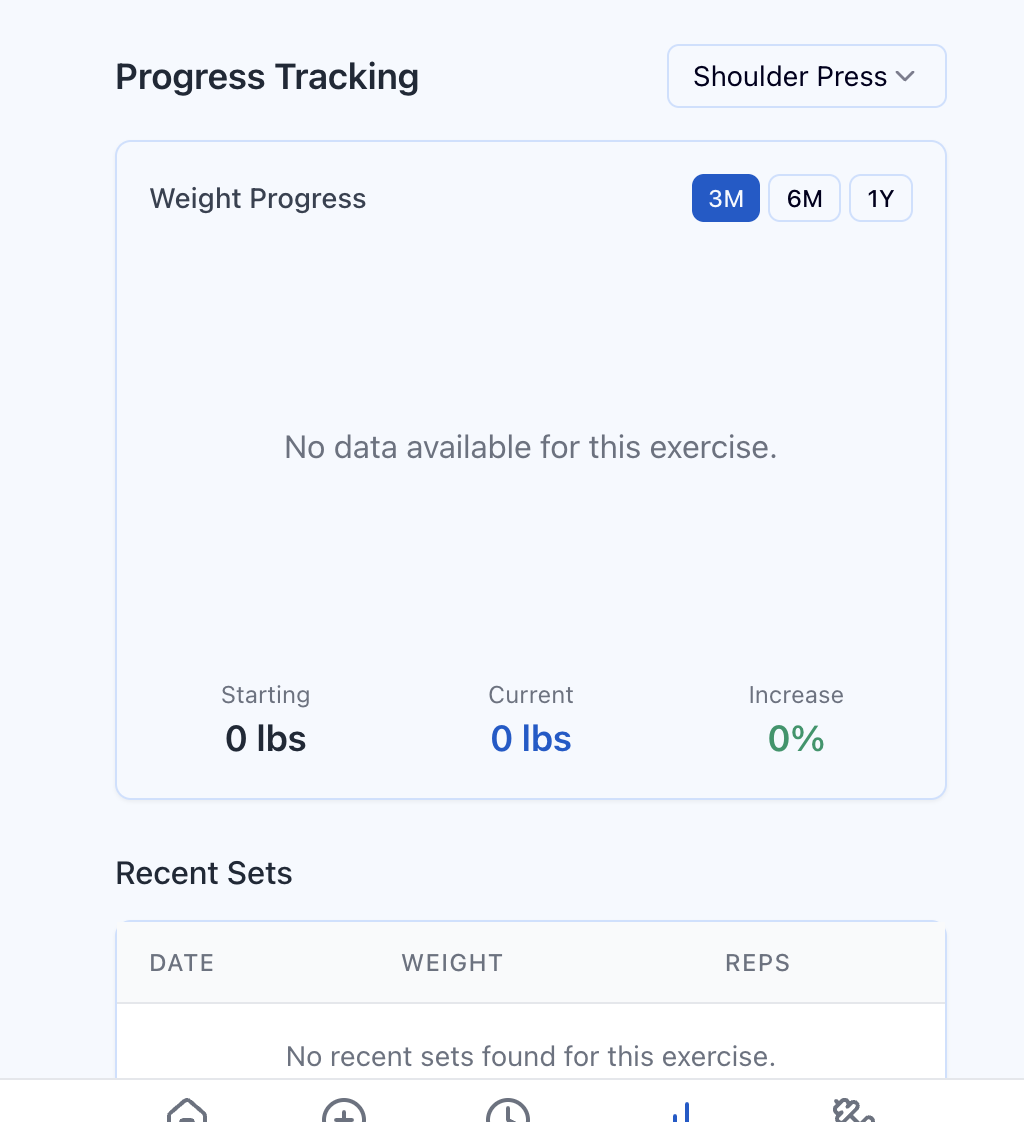 Progress Tracking
Shoulder Press
Weight Progress
3M 6M 1Y
No data available for this exercise.
Starting Current Increase
0 lbs 0 lbs 0%
Recent Sets
DATE WEIGHT REPS
No recent sets found for this exercise.